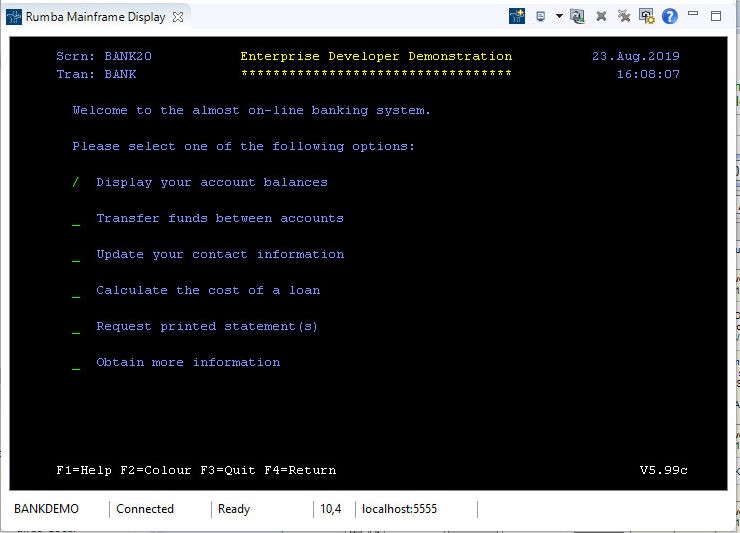 Rumba Mainframe Display
Scrn: BANK20 Enterprise Developer Demonstration 23.Aug.2019
Tran: BANK ********************************** 16:08:07
Welcome to the almost on-line banking system.
Please select one of the following options:
/ Display your account balances
_ Transfer funds between accounts
_ Update your contact information
_ Calculate the cost of a loan
_ Request printed statement(s)
_ Obtain more information
F1=Help F2=Colour F3=Quit F4=Return V5.99c
BANKDEMO Connected Ready 10,4 localhost:5555